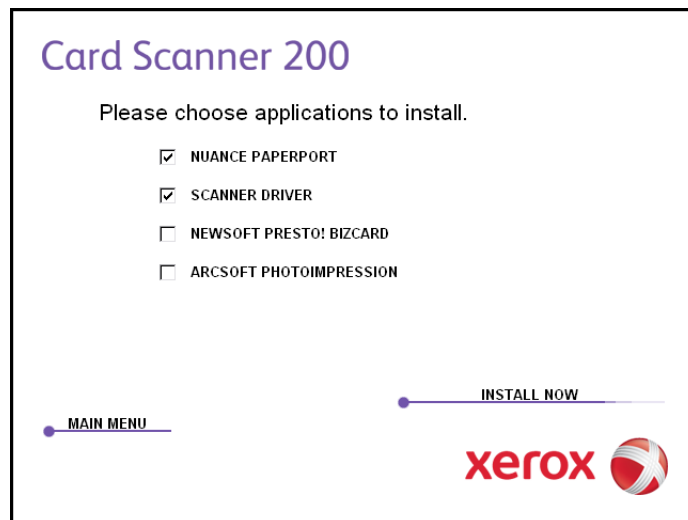 Card Scanner 200
Please choose applications to install.
NUANCE PAPERPORT
SCANNER DRIVER
NEWSOFT PRESTO! BIZCARD
ARCSOFT PHOTOIMPRESSION
INSTALL NOW
MAIN MENU
xerox